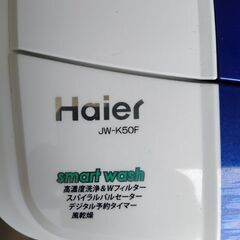 Haier
JW-K50F
smart wash
高濃度洗浄&Wフィルター
スパイラルパルセーター
デジタル予約タイマー
風乾燥